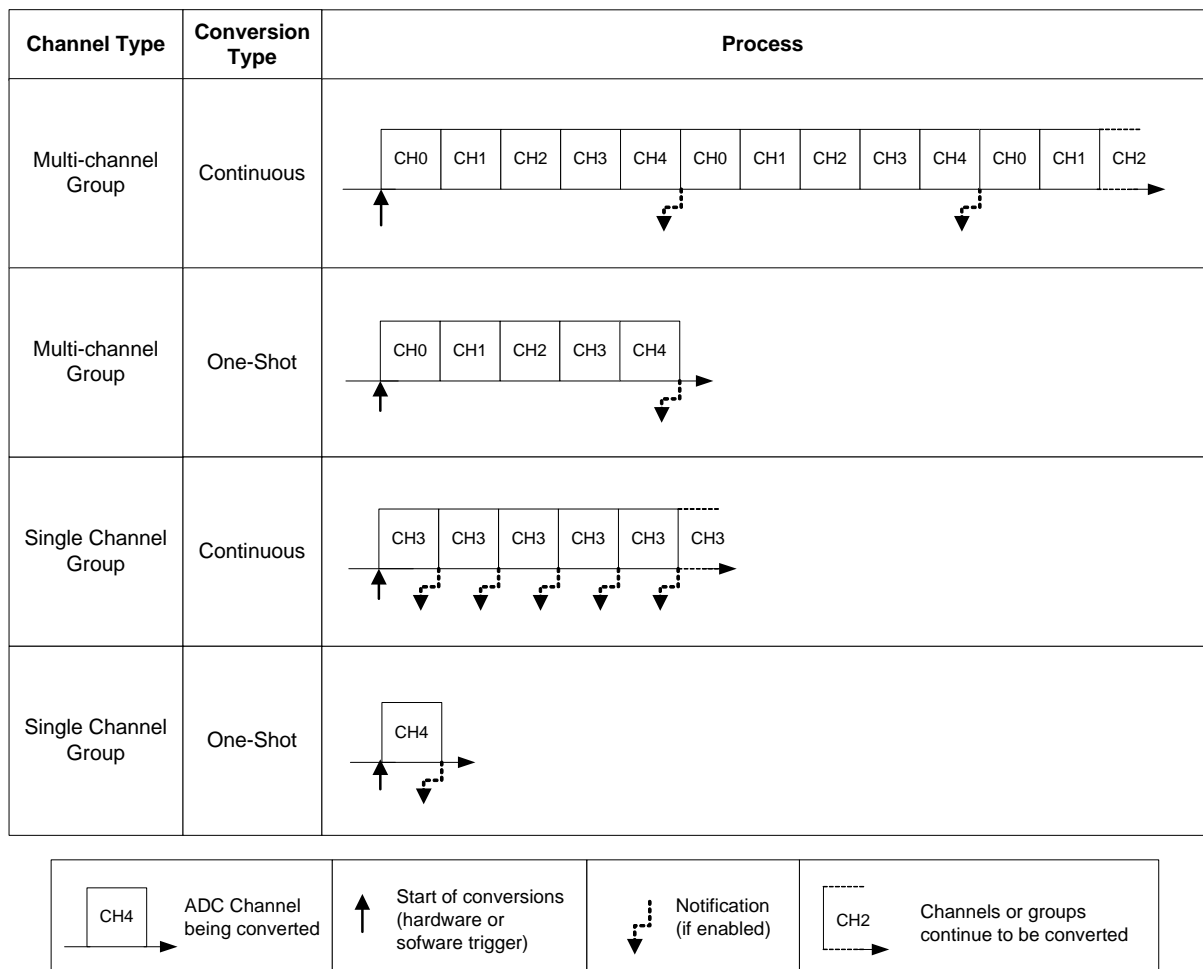 Channel Type
Conversion
Type
Process
Multi-channel
Group
Continuous
CH0 CH1 CH2 CH3 CH4 CH0 CH1 CH2 CH3 CH4 CH0 CH1 CH2
Multi-channel
Group
One-Shot
CH0 CH1 CH2 CH3 CH4
Single Channel
Group
Continuous
CH3 CH3 CH3 CH3 CH3 CH3
Single Channel
Group
One-Shot
CH4
CH4
ADC Channel
being converted
Start of conversions
(hardware or
sofware trigger)
Notification
(if enabled)
CH2
Channels or groups
continue to be converted